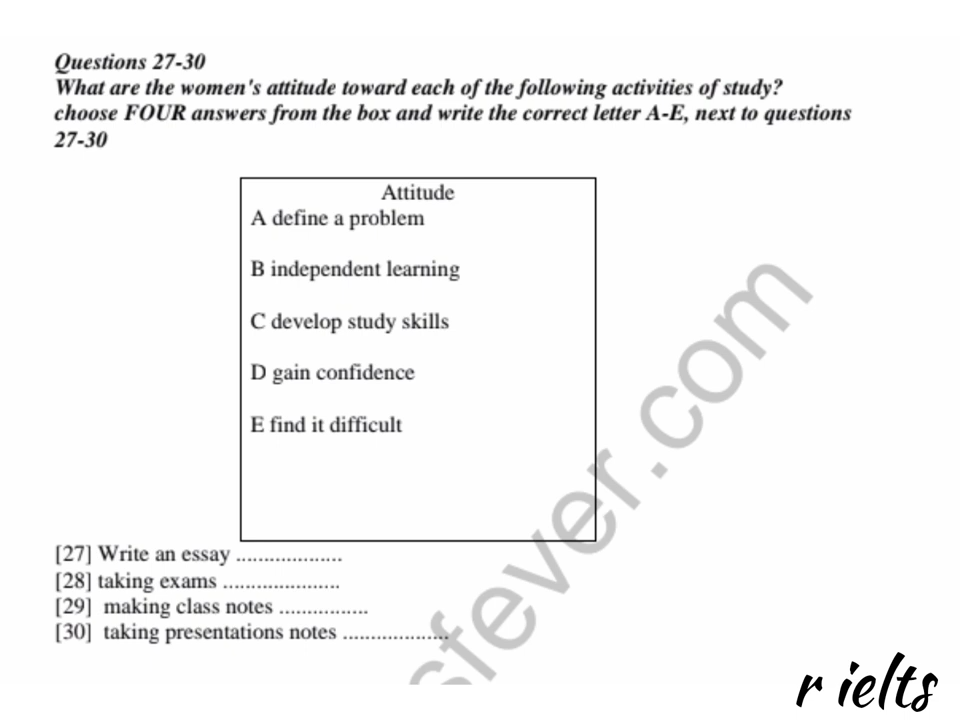 Questions 27-30
What are the women's attitude toward each of the following activities of study?
choose FOUR answers from the box and write the correct letter A-E, next to questions
27-30
Attitude
A define a problem
B independent learning
C develop study skills
D gain confidence
E find it difficult
[27] Write an essay ...................
[28] taking exams .....................
[29] making class notes ................
[30] taking presentations notes ...................
sfever.com
r ielts